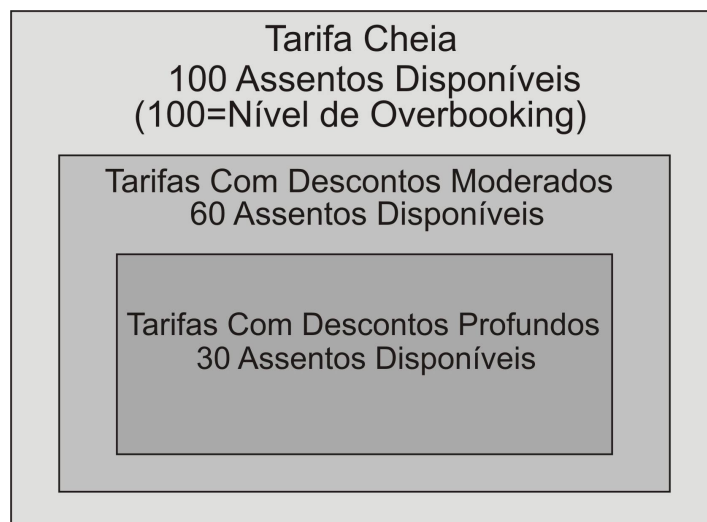 Tarifa Cheia
100 Assentos Disponíveis
(100=Nível de Overbooking)
Tarifas Com Descontos Moderados
60 Assentos Disponíveis
Tarifas Com Descontos Profundos
30 Assentos Disponíveis